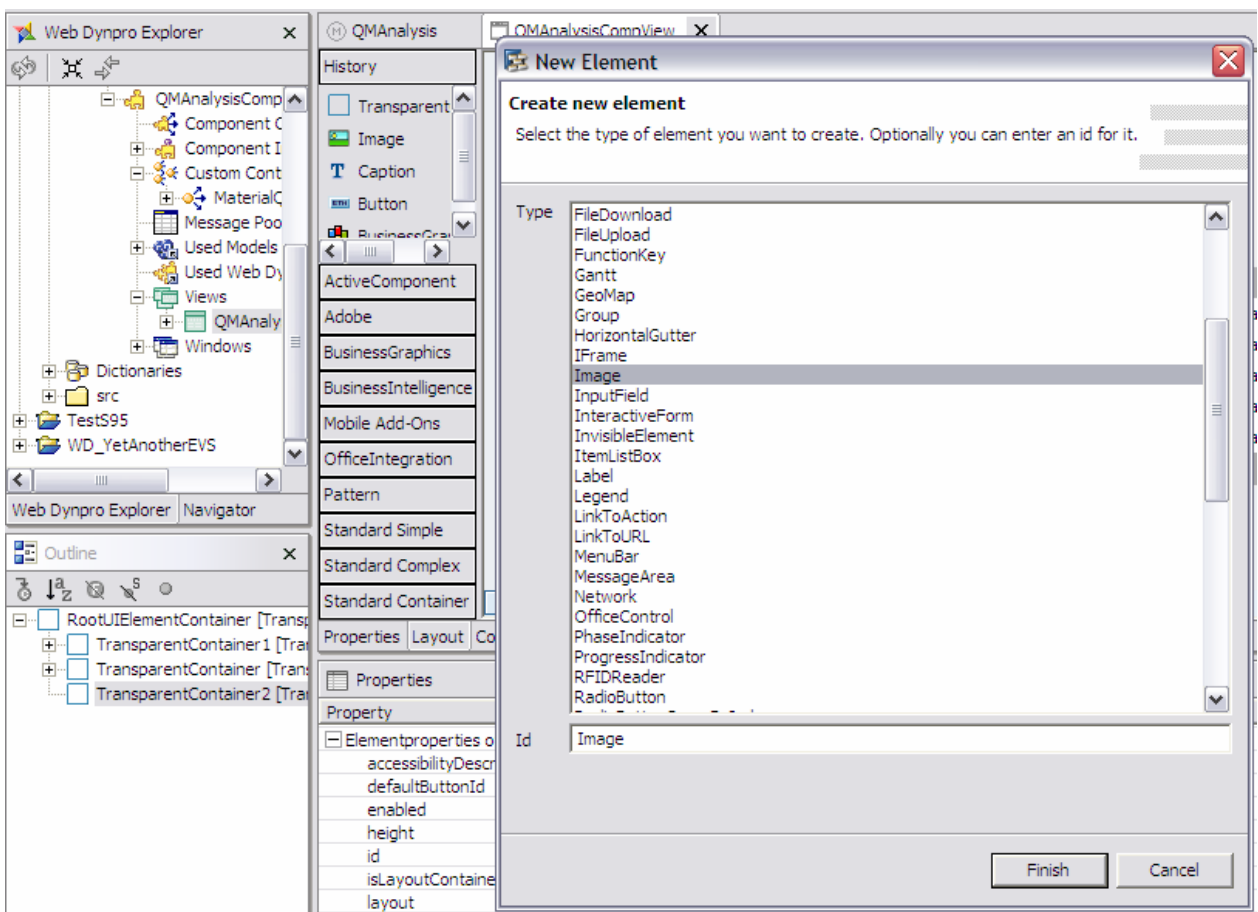 Web Dynpro Explorer
QMAnalysisComp
Component C
Component I
Custom Cont
MaterialQ
Message Poo
Used Models
Used Web Dy
Views
QMAnaly
Windows
Dictionaries
src
TestS95
WD_YetAnotherEVS
Web Dynpro Explorer Navigator
Outline
RootUIElementContainer [Transp
TransparentContainer1 [Tra
TransparentContainer [Trans
TransparentContainer2 [Tra
QMAnalysis
QMAnalysisCompView
History
Transparent
Image
Caption
Button
BusinessGra
ActiveComponent
Adobe
BusinessGraphics
BusinessIntelligence
Mobile Add-Ons
OfficeIntegration
Pattern
Standard Simple
Standard Complex
Standard Container
Properties Layout Co
Properties
Property
Elementproperties o
accessibilityDescr
defaultButtonId
enabled
height
id
isLayoutContaine
layout
New Element
Create new element
Select the type of element you want to create. Optionally you can enter an id for it.
Type
FileDownload
FileUpload
FunctionKey
Gantt
GeoMap
Group
HorizontalGutter
IFrame
Image
InputField
InteractiveForm
InvisibleElement
ItemListBox
Label
Legend
LinkToAction
LinkToURL
MenuBar
MessageArea
Network
OfficeControl
PhaseIndicator
ProgressIndicator
RFIDReader
RadioButton
Id Image
Finish Cancel